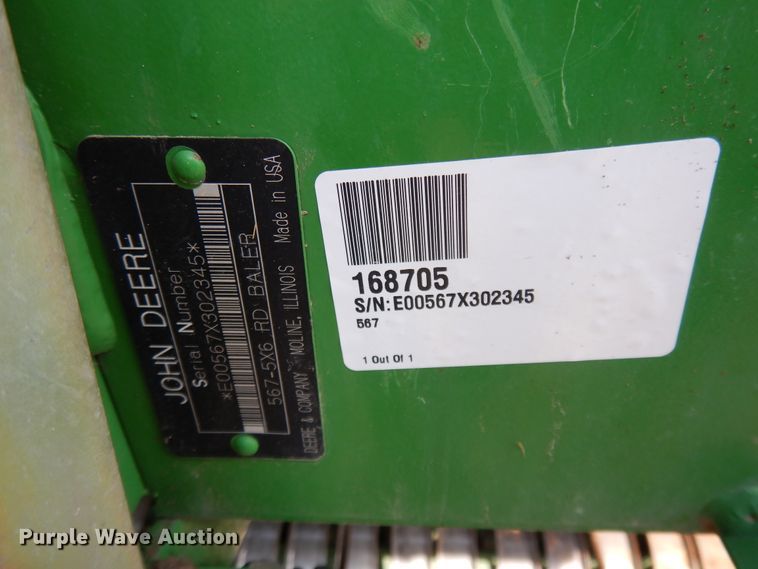 JOHN DEERE
Serial Number
*E00567X302345*
567-5X6 RD BALER
DEERE & COMPANY MOLINE, ILLINOIS Made in USA
168705
S/N:E00567X302345
567
1 Out Of 1
Purple Wave Auction